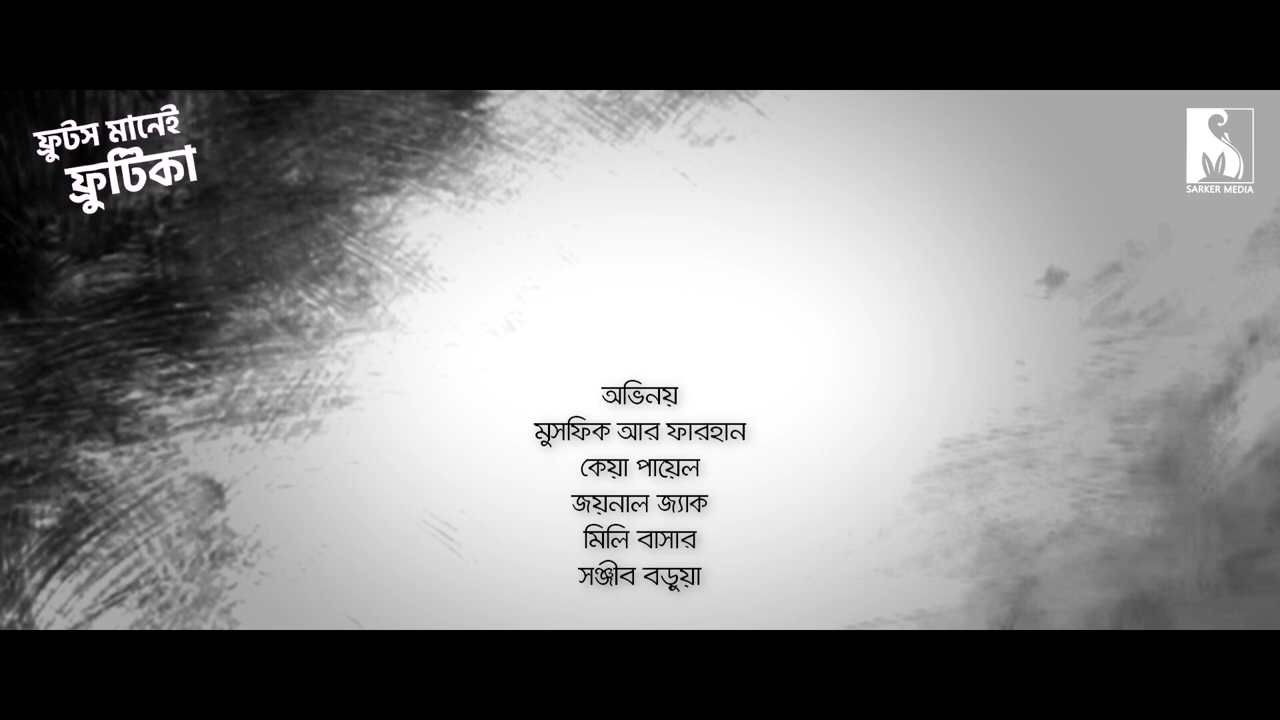 ফ্রুটস মানেই
ফ্রুটিকা
SARKER MEDIA
অভিনয়
মুসফিক আর ফারহান
কেয়া পায়েল
জয়নাল জ্যাক
মিলি বাসার
সঞ্জীব বড়ুয়া